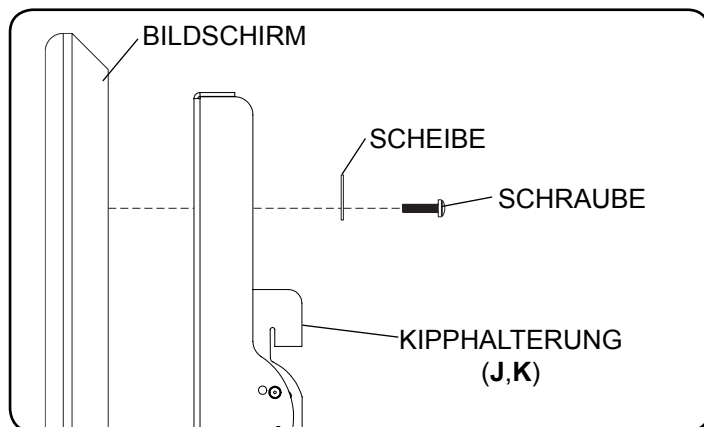 BILDSCHIRM
SCHEIBE
SCHRAUBE
KIPPHALTERUNG
(J,K)